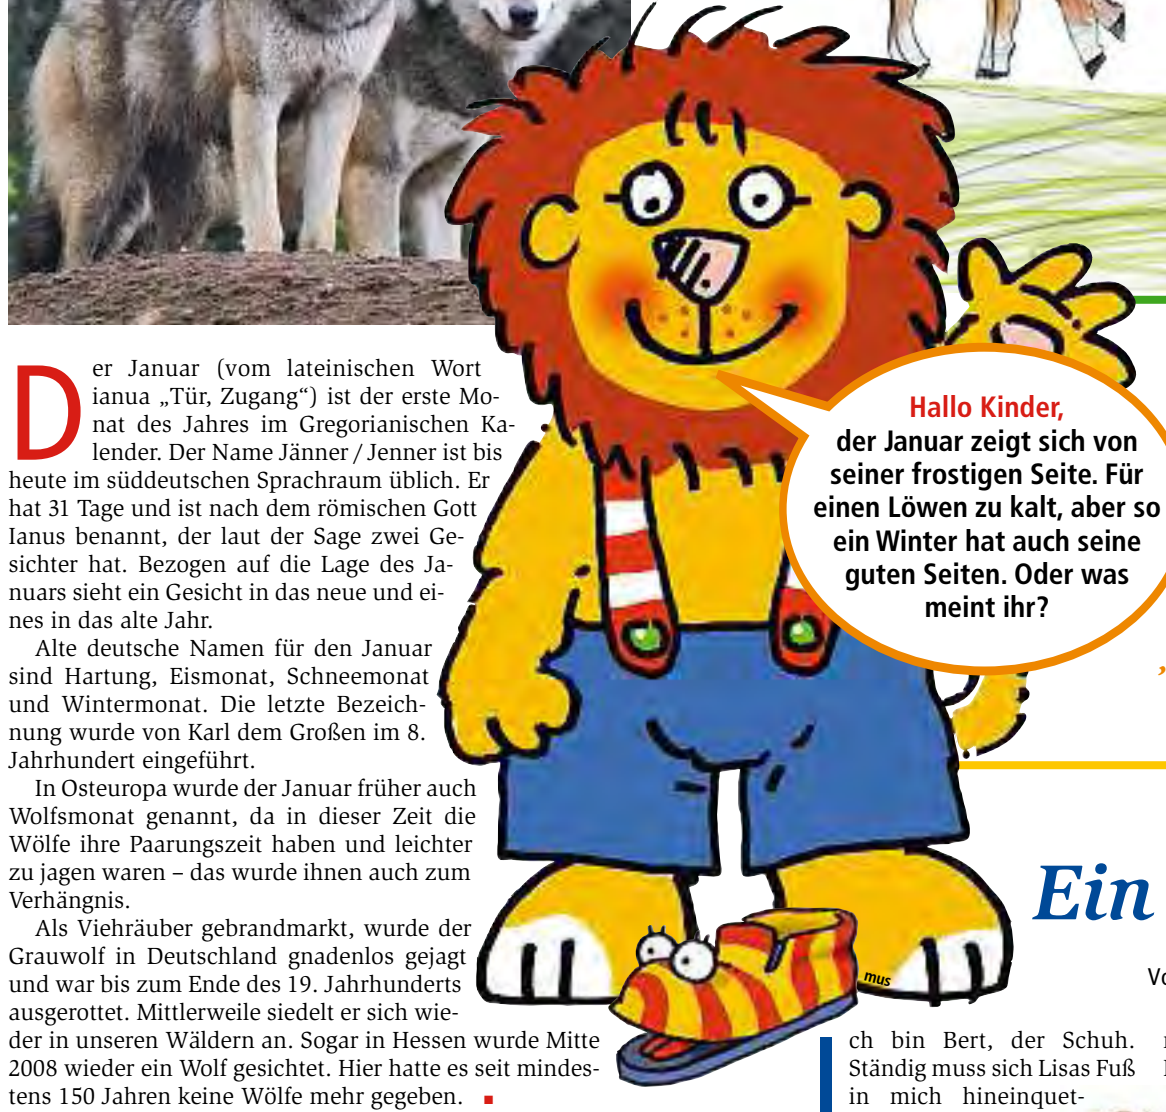 Der Januar (vom lateinischen Wort
ianua „Tür, Zugang“) ist der erste Mo-
nat des Jahres im Gregorianischen Ka-
lender. Der Name Jänner / Jenner ist bis
heute im süddeutschen Sprachraum üblich. Er
hat 31 Tage und ist nach dem römischen Gott
Ianus benannt, der laut der Sage zwei Ge-
sichter hat. Bezogen auf die Lage des Ja-
nuars sieht ein Gesicht in das neue und ei-
nes in das alte Jahr.
Alte deutsche Namen für den Januar
sind Hartung, Eismonat, Schneemonat
und Wintermonat. Die letzte Bezeich-
nung wurde von Karl dem Großen im 8.
Jahrhundert eingeführt.
In Osteuropa wurde der Januar früher auch
Wolfsmonat genannt, da in dieser Zeit die
Wölfe ihre Paarungszeit haben und leichter
zu jagen waren – das wurde ihnen auch zum
Verhängnis.
Als Viehräuber gebrandmarkt, wurde der
Grauwolf in Deutschland gnadenlos gejagt
und war bis zum Ende des 19. Jahrhunderts
ausgerottet. Mittlerweile siedelt er sich wie-
der in unseren Wäldern an. Sogar in Hessen wurde Mitte
2008 wieder ein Wolf gesichtet. Hier hatte es seit mindes-
tens 150 Jahren keine Wölfe mehr gegeben.
Hallo Kinder,
der Januar zeigt sich von
seiner frostigen Seite. Für
einen Löwen zu kalt, aber so
ein Winter hat auch seine
guten Seiten. Oder was
meint ihr?
mus
Ein
ch bin Bert, der Schuh.
Ständig muss sich Lisas Fuß
in mich hineinquet-